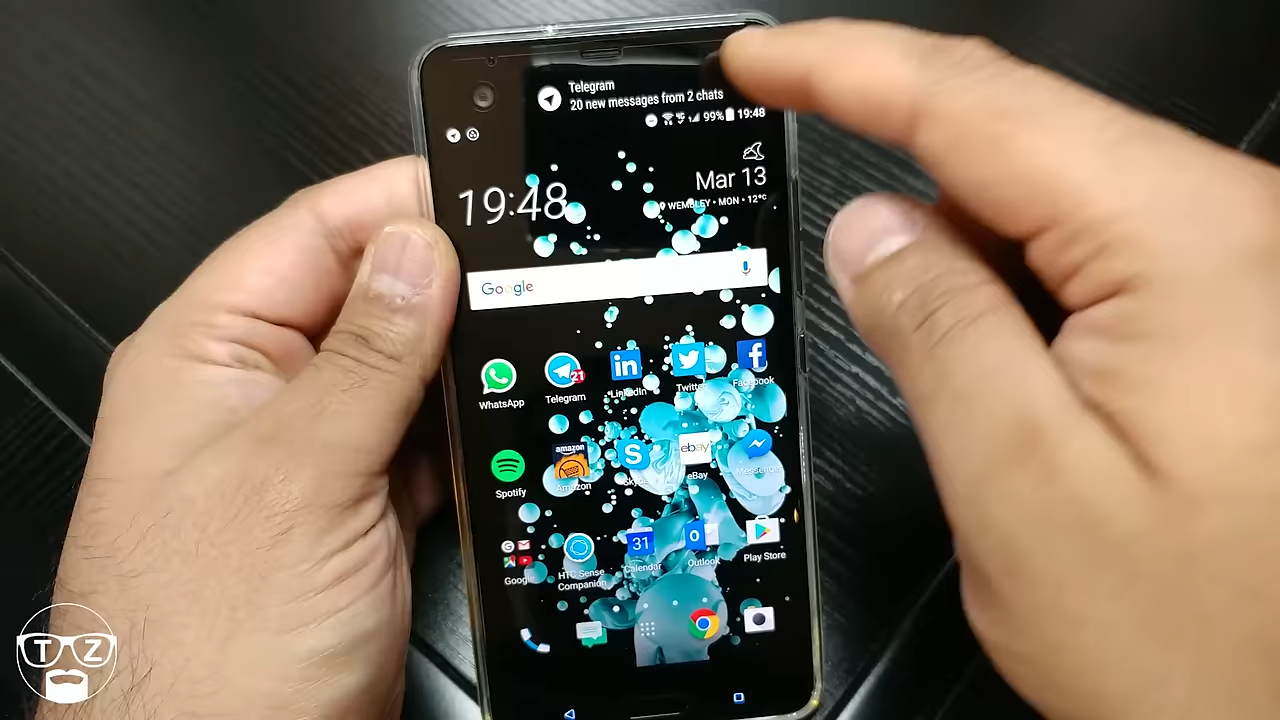 Telegram
20 new messages from 2 chats
99% 19:48
19:48
Mar 13
WEMBLEY • MON • 12°C
Google
WhatsApp
Telegram
21
in
LinkedIn
Twitter
f
Facebook
Spotify
amazon
Amazon
S
Skype
ebay
eBay
Messenger
G
Google
HTC Sense
Companion
31
Calendar
O
Outlook
Play Store
T Z